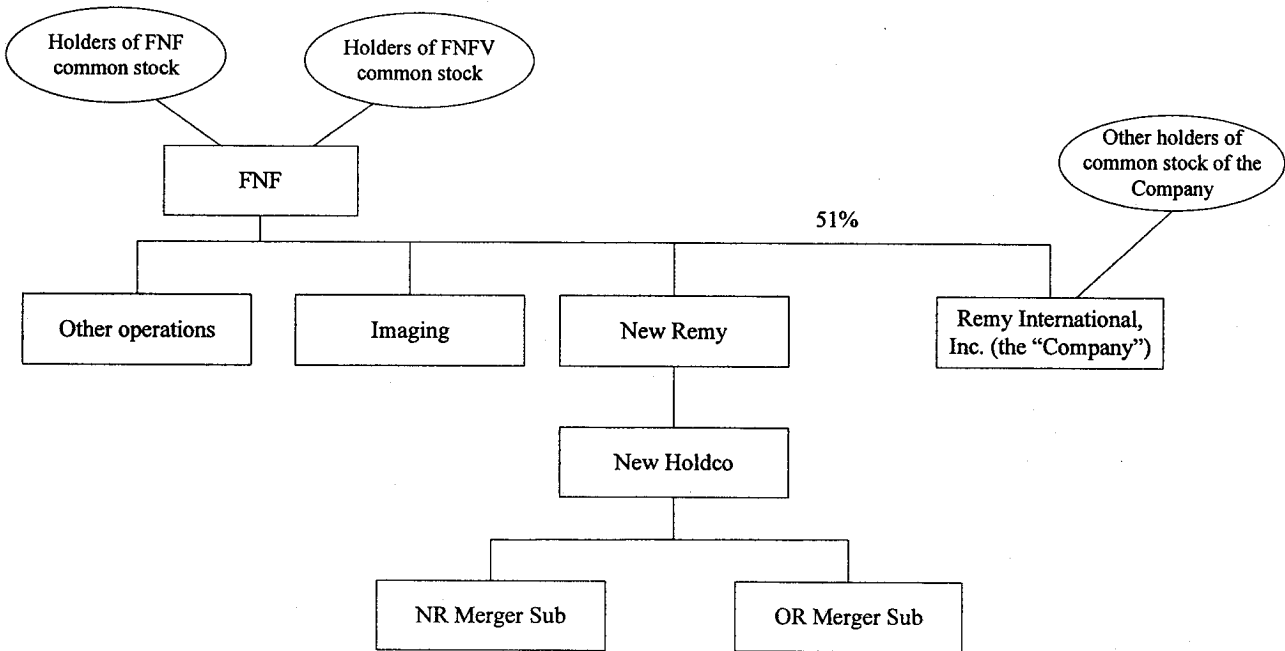 Holders of FNF
common stock
Holders of FNFV
common stock
Other holders of
common stock of the
Company
FNF
51%
Other operations
Imaging
New Remy
Remy International,
Inc. (the “Company”)
New Holdco
NR Merger Sub
OR Merger Sub